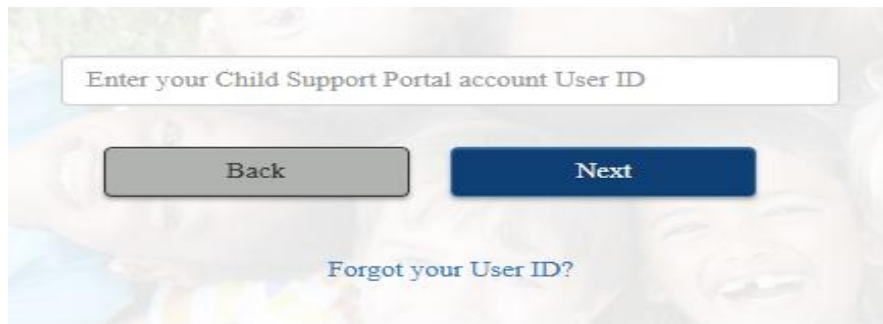 Enter your Child Support Portal account User ID
Back
Next
Forgot your User ID?